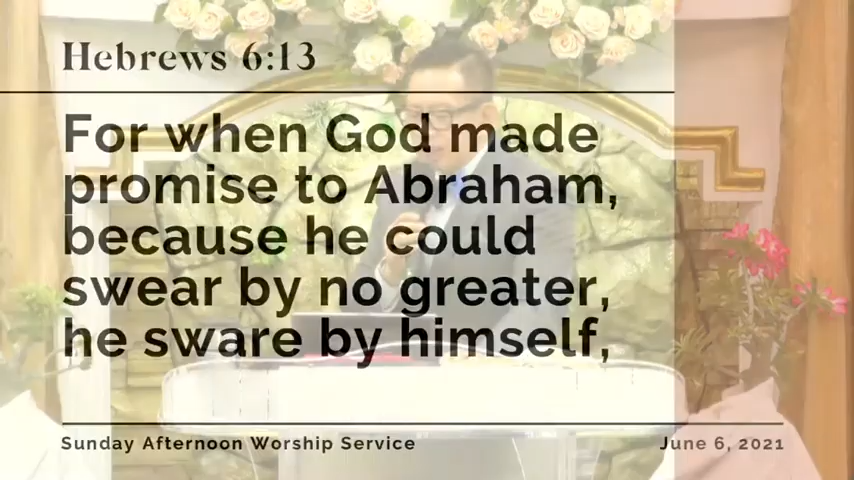 Hebrews 6:13
For when God made
promise to Abraham,
because he could
swear by no greater,
he sware by himself,
Sunday Afternoon Worship Service
June 6, 2021